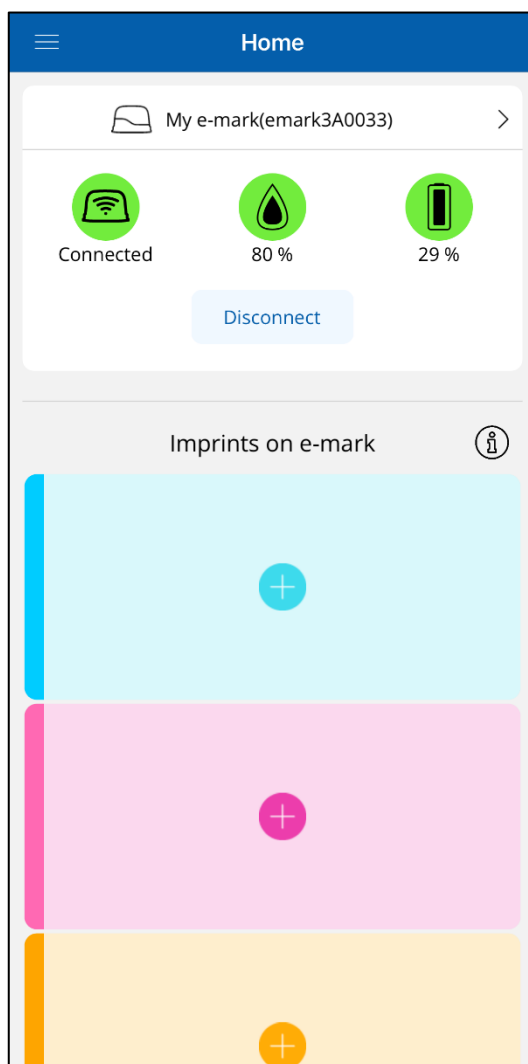 Home
My e-mark(emark3A0033)
Connected
80 %
29 %
Disconnect
Imprints on e-mark